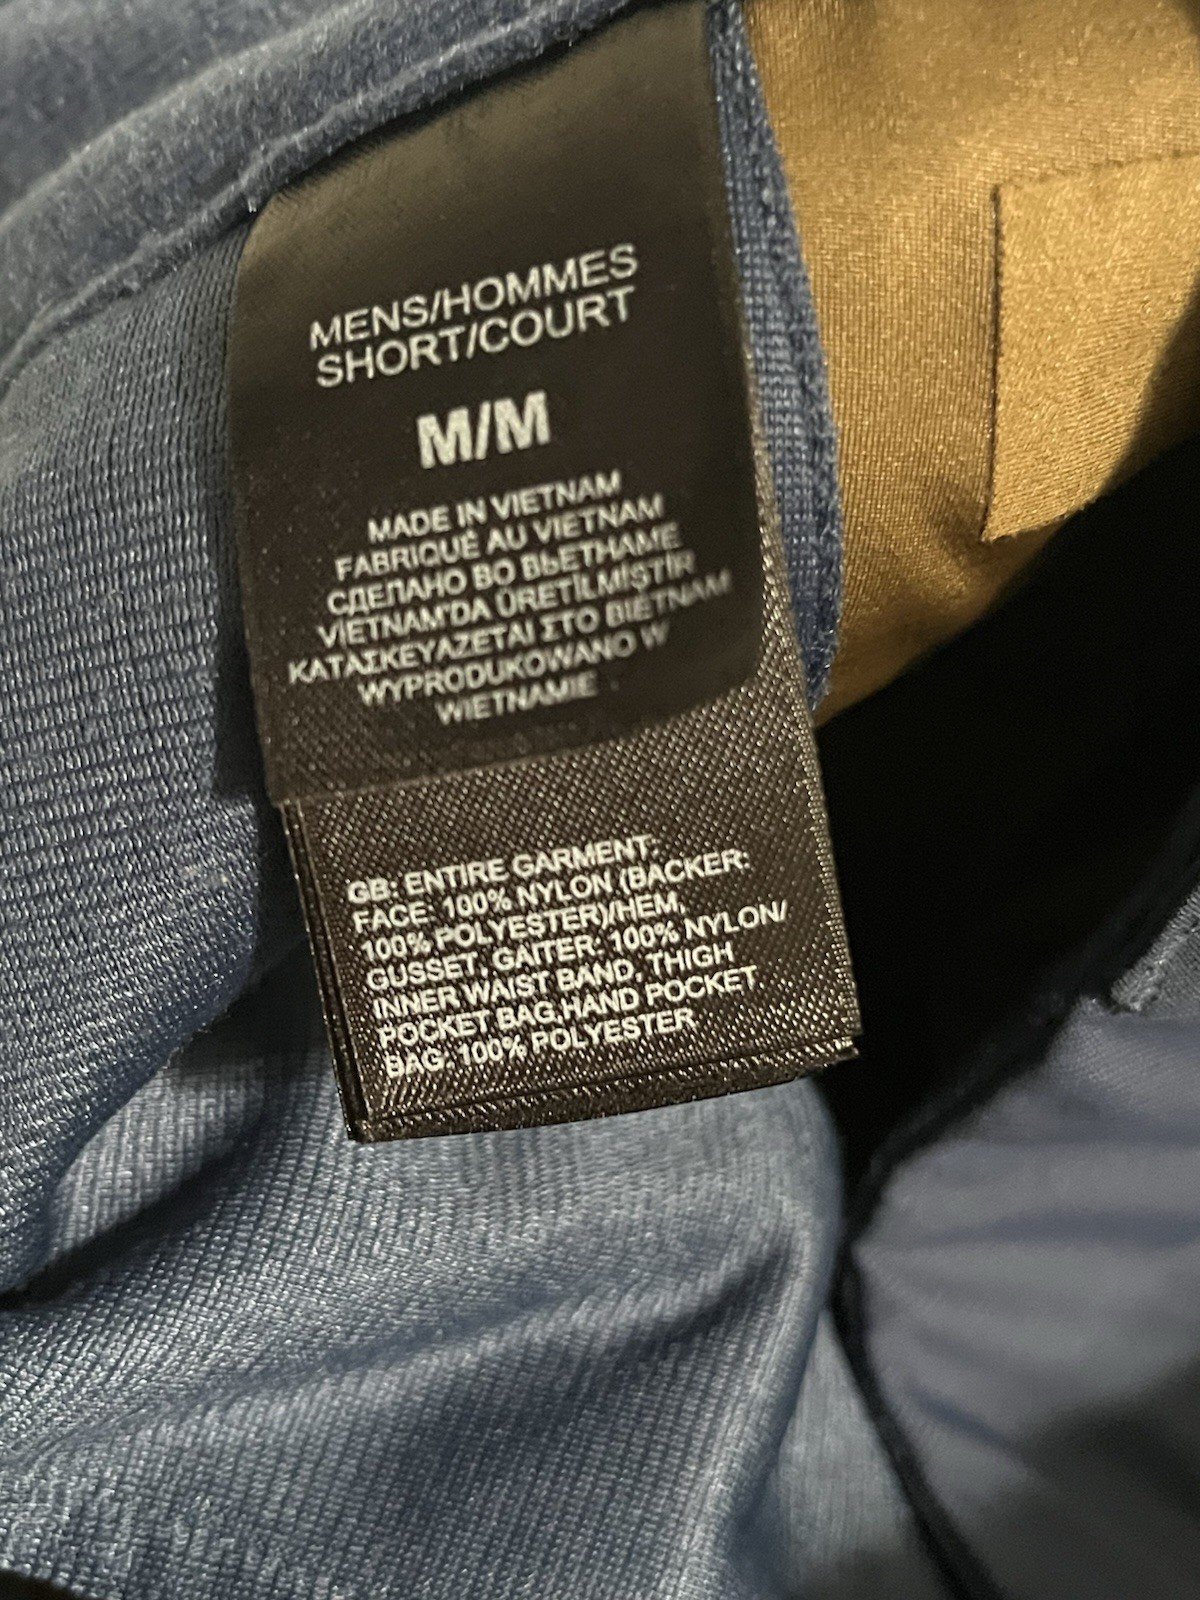 MENS/HOMMES
SHORT/COURT
M/M
MADE IN VIETNAM
FABRIQUÉ AU VIETNAM
СДЕЛАНО ВО ВЬЕТНАМЕ
VIETNAM'DA ÜRETİLMİŞTİR
ΚΑΤΑΣΚΕΥΑΖΕΤΑΙ ΣΤΟ ΒΙΕΤΝΑΜ
WYPRODUKOWANO W
WIETNAMIE
GB: ENTIRE GARMENT:
FACE: 100% NYLON (BACKER:
100% POLYESTER)/HEM,
GUSSET, GAITER: 100% NYLON/
INNER WAIST BAND, THIGH
POCKET BAG,HAND POCKET
BAG: 100% POLYESTER